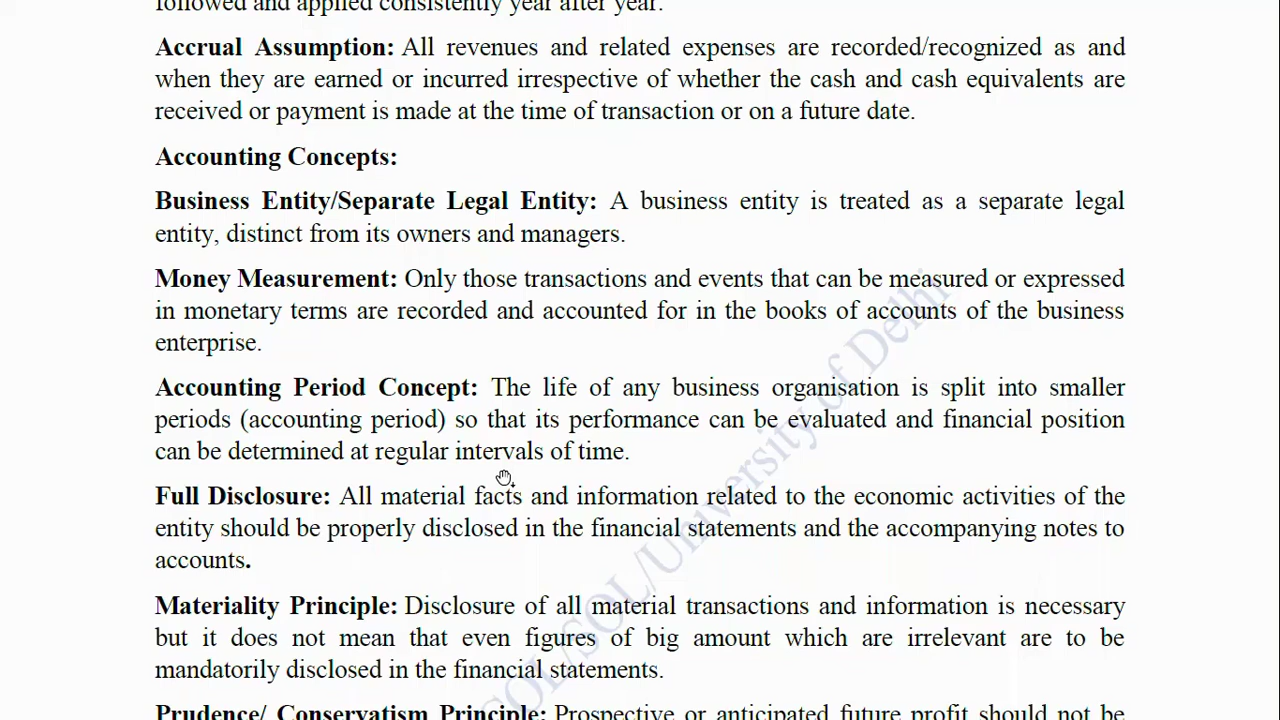 followed and applied consistently year after year.
Accrual Assumption: All revenues and related expenses are recorded/recognized as and
when they are earned or incurred irrespective of whether the cash and cash equivalents are
received or payment is made at the time of transaction or on a future date.
Accounting Concepts:
Business Entity/Separate Legal Entity: A business entity is treated as a separate legal
entity, distinct from its owners and managers.
Money Measurement: Only those transactions and events that can be measured or expressed
in monetary terms are recorded and accounted for in the books of accounts of the business
enterprise.
Accounting Period Concept: The life of any business organisation is split into smaller
periods (accounting period) so that its performance can be evaluated and financial position
can be determined at regular intervals of time.
Full Disclosure: All material facts and information related to the economic activities of the
entity should be properly disclosed in the financial statements and the accompanying notes to
accounts.
Materiality Principle: Disclosure of all material transactions and information is necessary
but it does not mean that even figures of big amount which are irrelevant are to be
mandatorily disclosed in the financial statements.
Prudence/ Conservatism Principle: Prospective or anticipated future profit should not be
SOL/SOL/University of Delhi